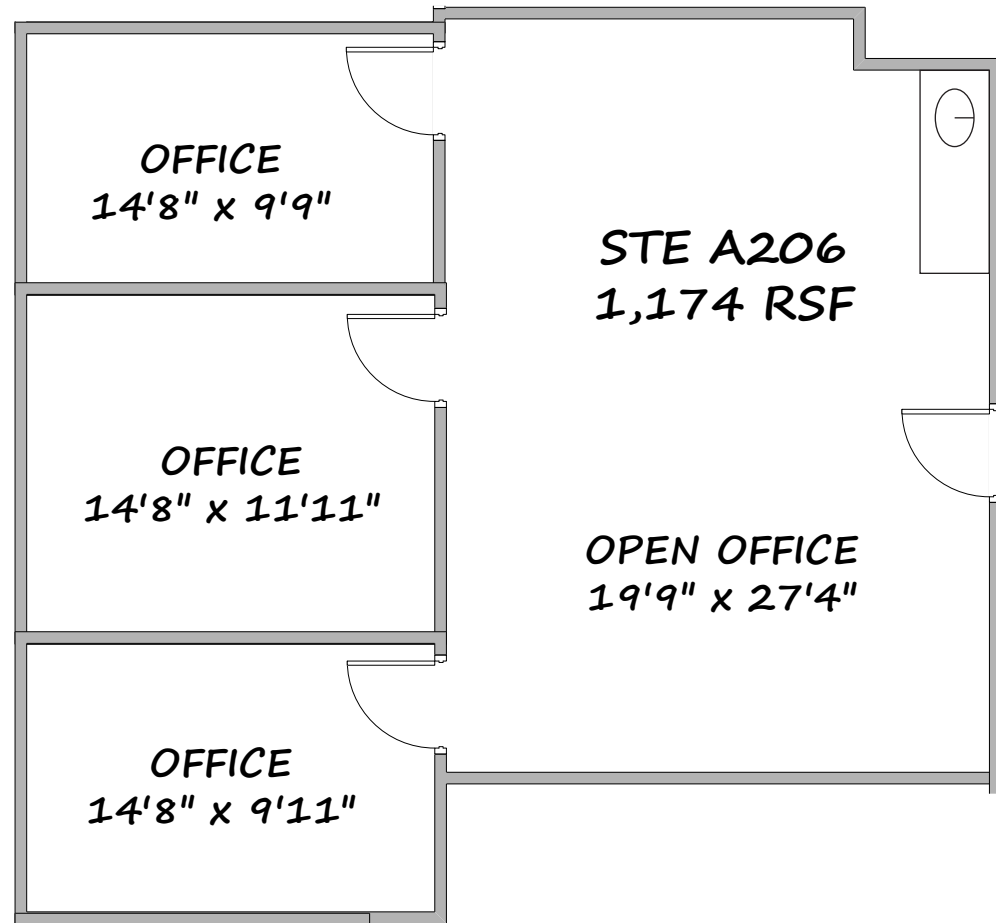 OFFICE
14'8" x 9'9"
STE A206
1,174 RSF
OFFICE
14'8" x 11'11"
OPEN OFFICE
19'9" x 27'4"
OFFICE
14'8" x 9'11"